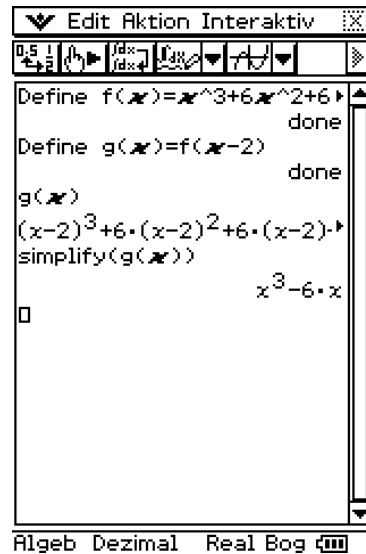 Edit Aktion Interaktiv
Define f(x)=x^3+6x^2+6
done
Define g(x)=f(x-2)
done
g(x)
(x-2)^3+6·(x-2)^2+6·(x-2)-
simplify(g(x))
x^3-6·x
Algeb Dezimal Real Bog